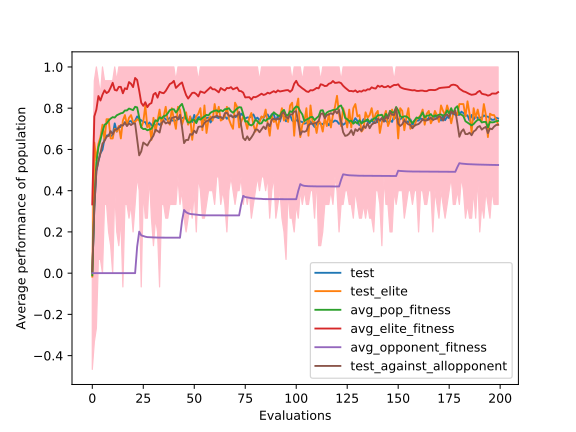 1.0
0.8
0.6
0.4
0.2
0.0
−0.2
−0.4
Average performance of population
0 25 50 75 100 125 150 175 200
Evaluations
test
test_elite
avg_pop_fitness
avg_elite_fitness
avg_opponent_fitness
test_against_allopponent